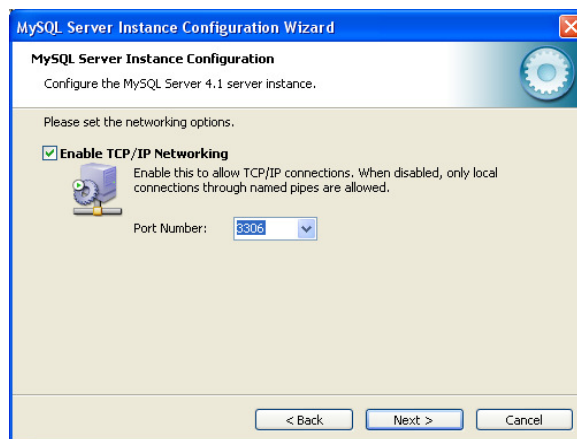 MySQL Server Instance Configuration Wizard
MySQL Server Instance Configuration
Configure the MySQL Server 4.1 server instance.
Please set the networking options.
Enable TCP/IP Networking
Enable this to allow TCP/IP connections. When disabled, only local
connections through named pipes are allowed.
Port Number: 3306
< Back Next > Cancel